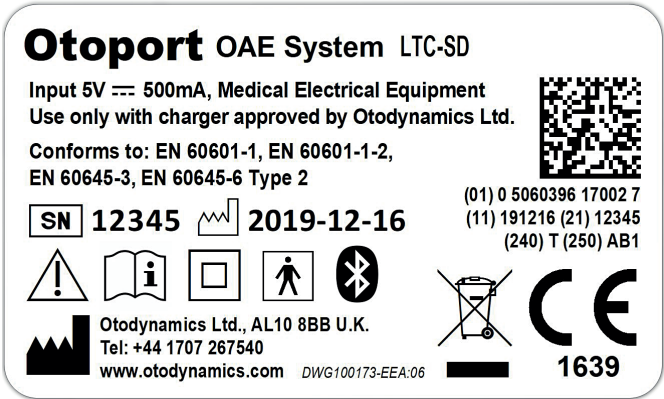 Otoport OAE System LTC-SD
Input 5V ⎓ 500mA, Medical Electrical Equipment
Use only with charger approved by Otodynamics Ltd.
Conforms to: EN 60601-1, EN 60601-1-2,
EN 60645-3, EN 60645-6 Type 2
(01) 0 5060396 17002 7
(11) 191216 (21) 12345
(240) T (250) AB1
SN 12345 2019-12-16
Otodynamics Ltd., AL10 8BB U.K.
Tel: +44 1707 267540
www.otodynamics.com DWG100173-EEA:06
CE
1639